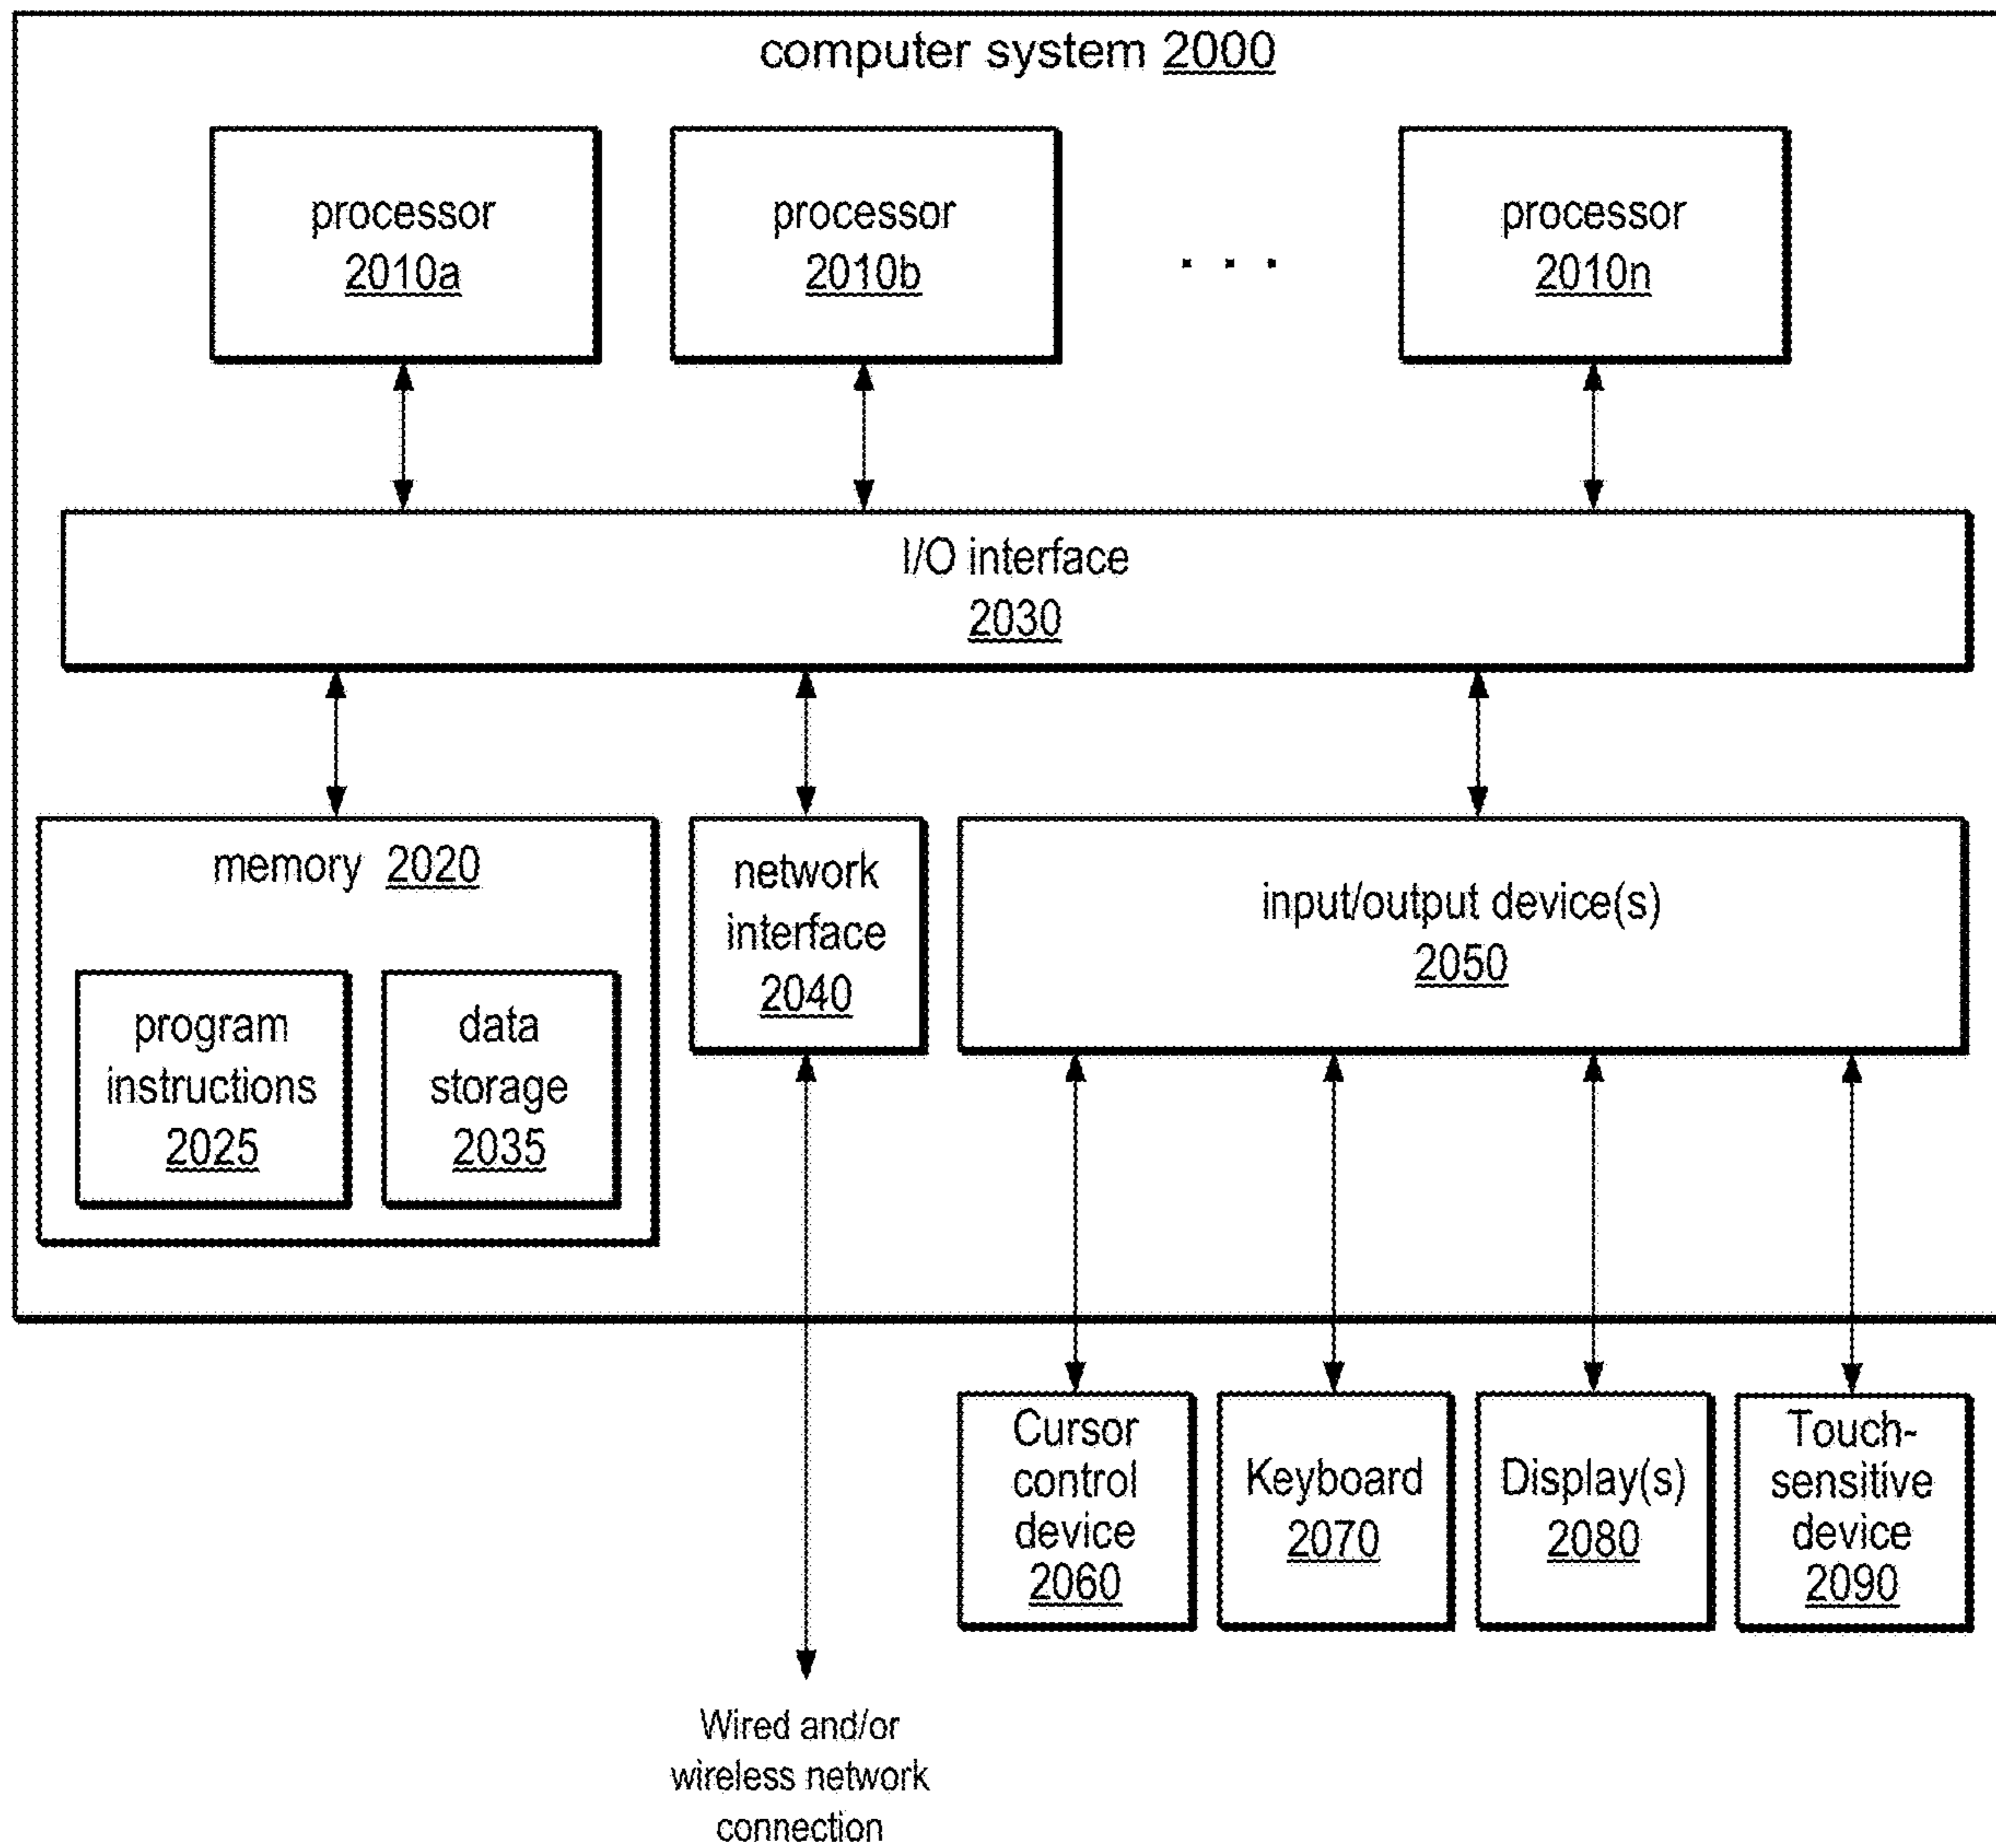 computer system 2000
processor
2010a
processor
2010b
. . .
processor
2010n
I/O interface
2030
memory 2020
program
instructions
2025
data
storage
2035
network
interface
2040
input/output device(s)
2050
Cursor
control
device
2060
Keyboard
2070
Display(s)
2080
Touch-
sensitive
device
2090
Wired and/or
wireless network
connection